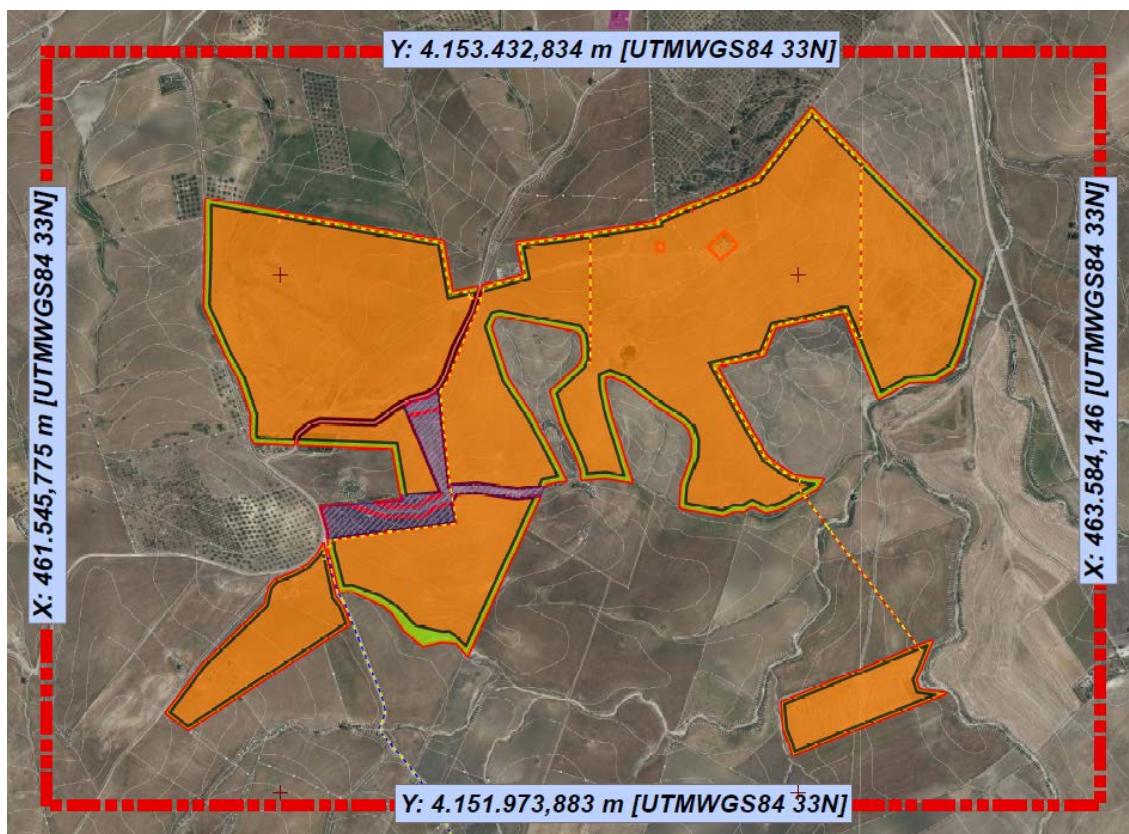 Y: 4.153.432,834 m [UTMWGS84 33N]
X: 461.545,775 m [UTMWGS84 33N]
X: 463.584,146 [UTMWGS84 33N]
Y: 4.151.973,883 m [UTMWGS84 33N]